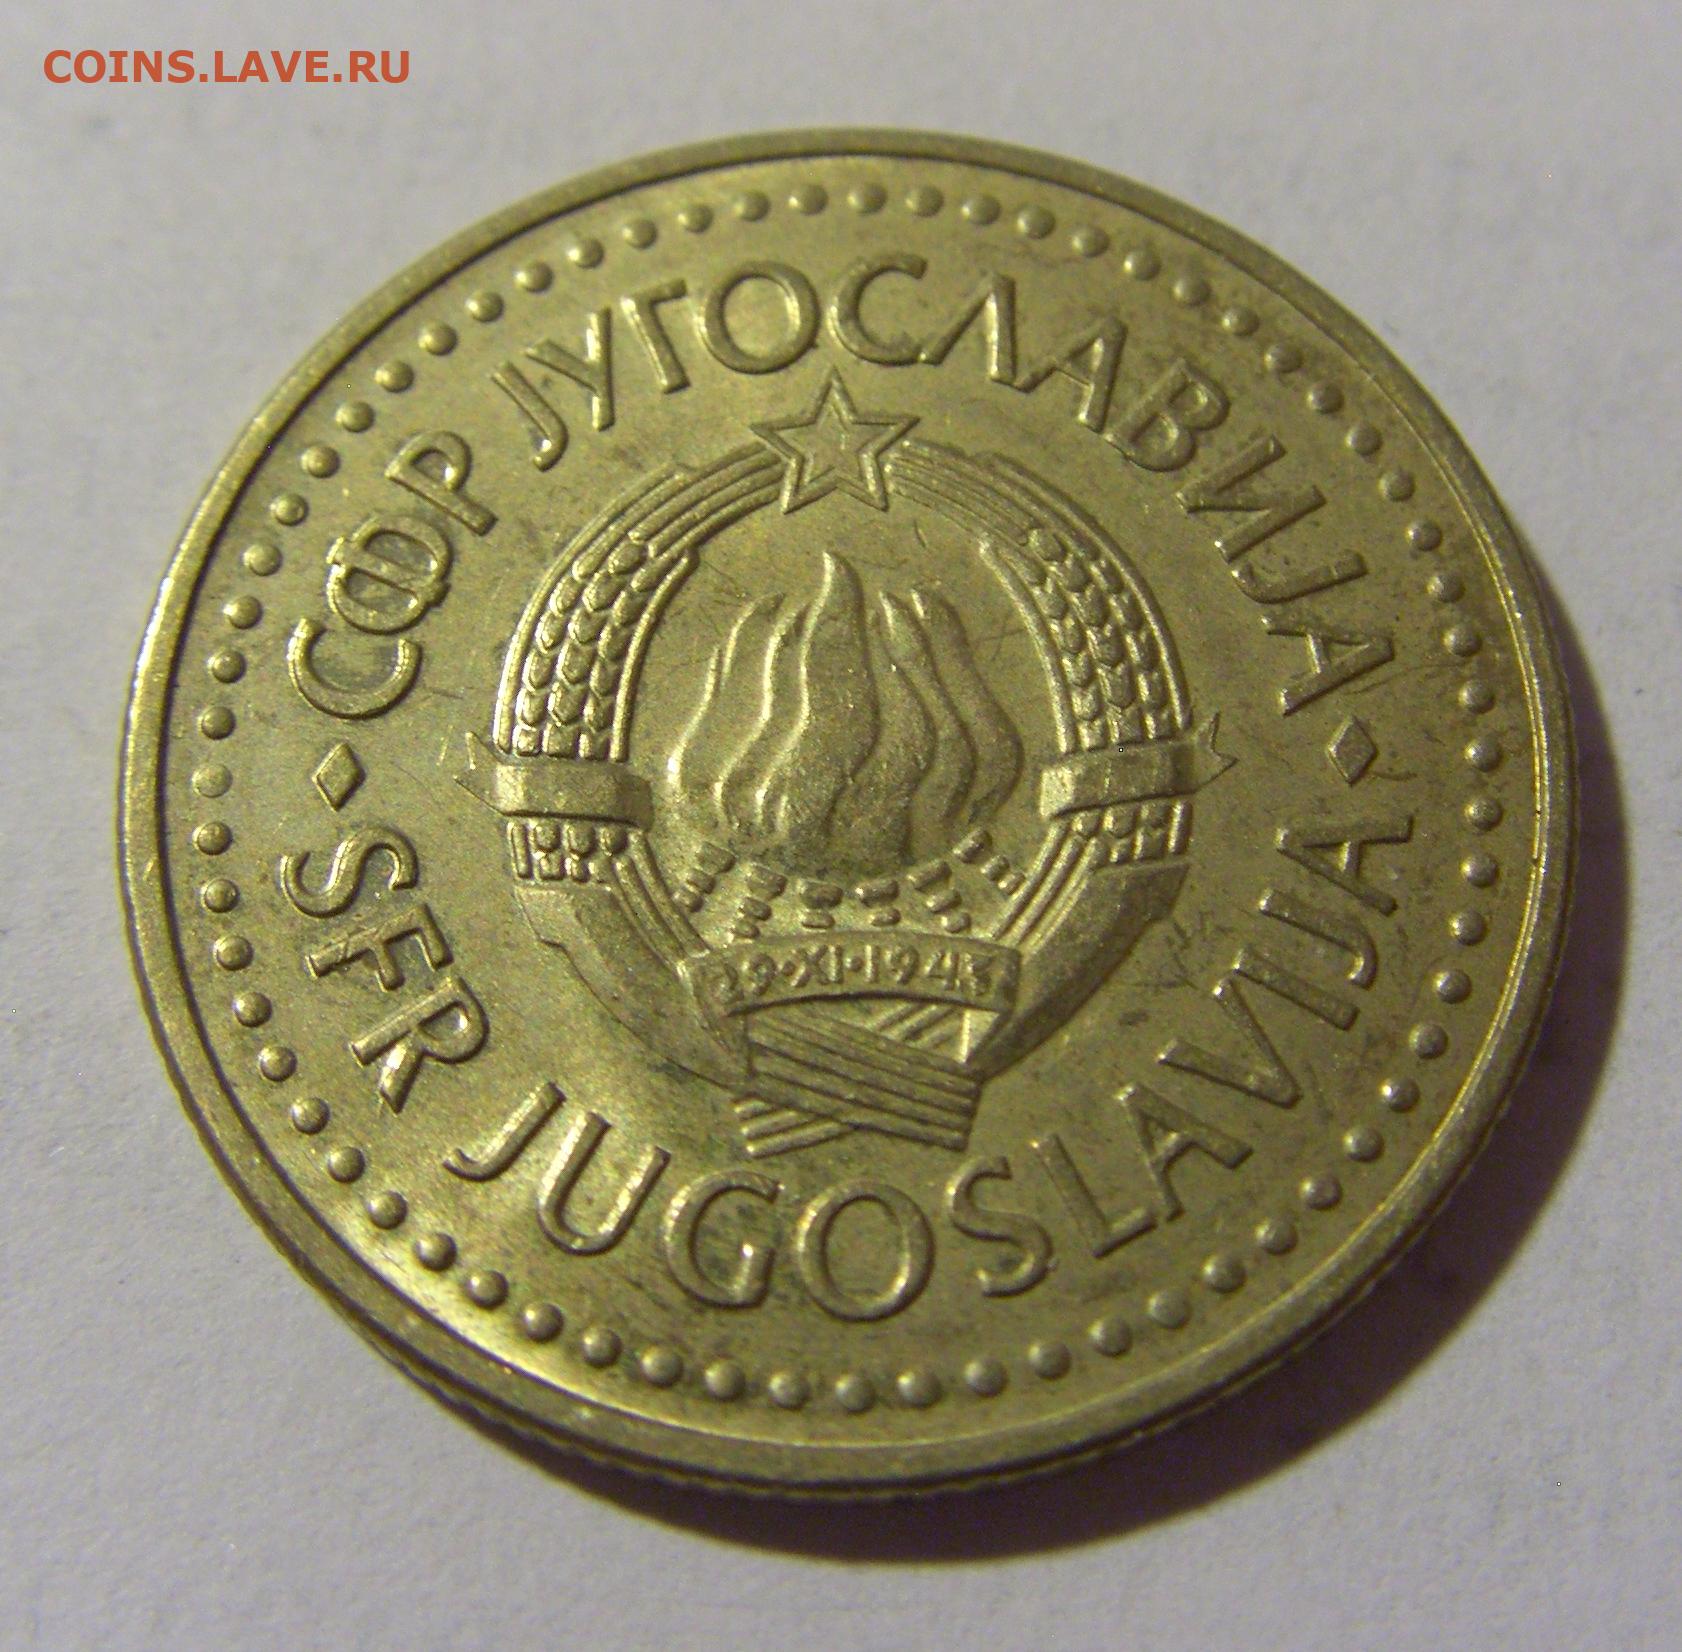 COINS.LAVE.RU
СФР ЈУГОСЛАВИЈА
SFR JUGOSLAVIJA
29·XI·1943